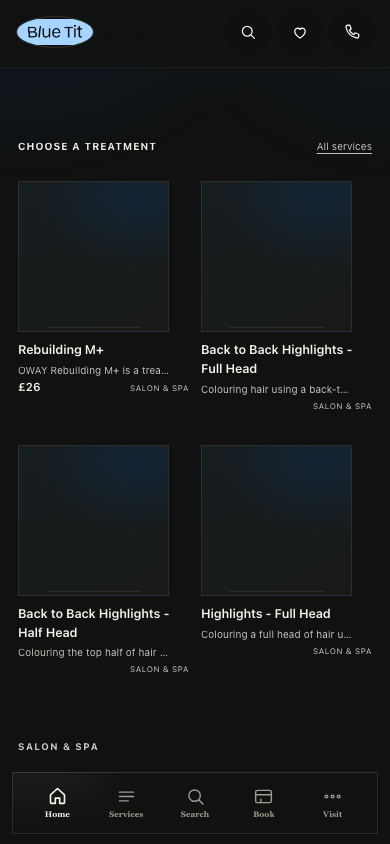 Blue Tit
CHOOSE A TREATMENT
All services
Rebuilding M+
OWAY Rebuilding M+ is a trea...
£26
SALON & SPA
Back to Back Highlights -
Full Head
Colouring hair using a back-t...
SALON & SPA
Back to Back Highlights -
Half Head
Colouring the top half of hair ...
SALON & SPA
Highlights - Full Head
Colouring a full head of hair u...
SALON & SPA
SALON & SPA
Home
Services
Search
Book
Visit